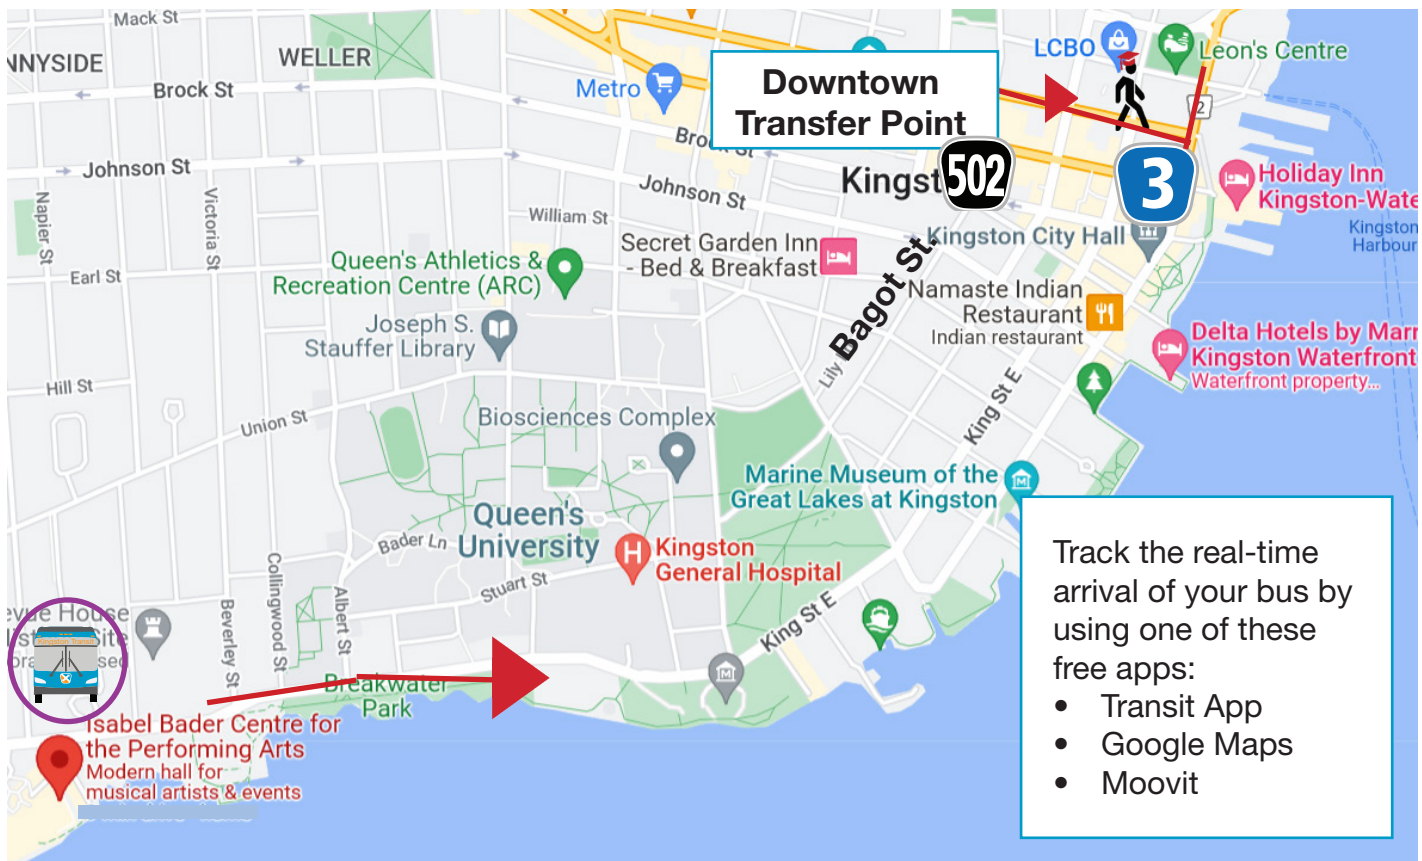 Mack St
NNYSIDE
WELLER
LCBO
Leon's Centre
Brock St
Metro
Downtown
Transfer Point
2
Brock St
Johnson St
Johnson St
Kingst
502
3
Holiday Inn
Kingston-Wate
Kingston
Harbour
Napier St
Victoria St
William St
Secret Garden Inn
- Bed & Breakfast
Bagot St.
Kingston City Hall
Earl St
Queen's Athletics &
Recreation Centre (ARC)
Namaste Indian
Restaurant
Indian restaurant
Joseph S.
Stauffer Library
Lily
Delta Hotels by Marr
Kingston Waterfront
Waterfront property...
Hill St
Union St
Biosciences Complex
King St E
Marine Museum of the
Great Lakes at Kingston
Queen's
University
Bader Ln
H
Kingston
General Hospital
Stuart St
Track the real-time
arrival of your bus by
using one of these
free apps:
• Transit App
• Google Maps
• Moovit
Collingwood St
Beverley St
Albert St
King St E
evue House
Site
Kingston Transit
Breakwater
Park
Isabel Bader Centre for
the Performing Arts
Modern hall for
musical artists & events